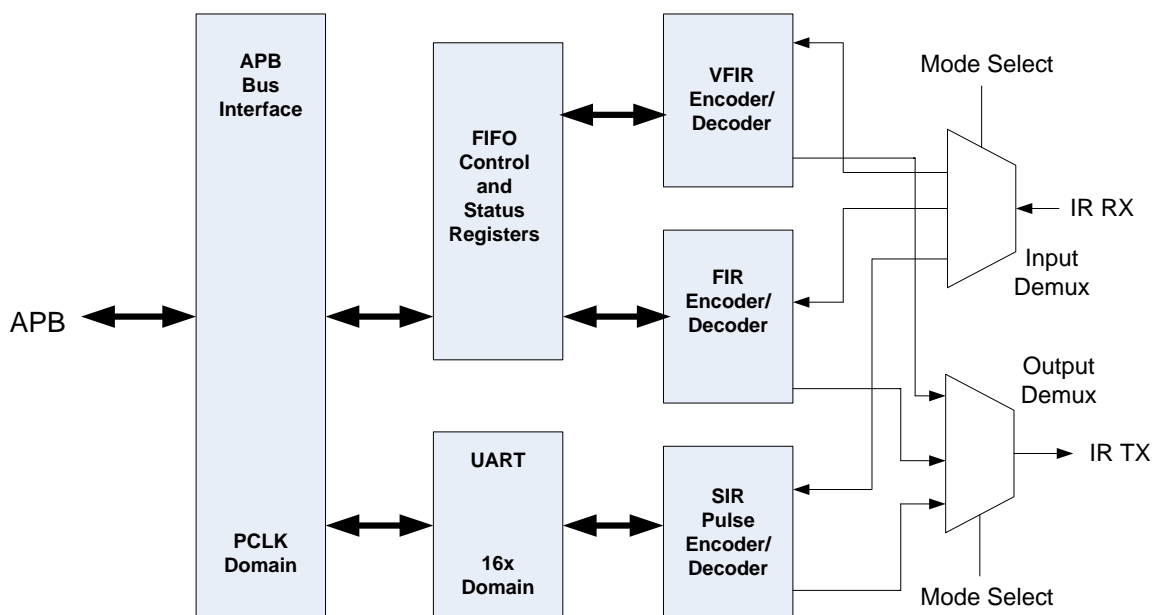 APB
APB
Bus
Interface
PCLK
Domain
FIFO
Control
and
Status
Registers
UART
16x
Domain
VFIR
Encoder/
Decoder
FIR
Encoder/
Decoder
SIR
Pulse
Encoder/
Decoder
Mode Select
IR RX
Input
Demux
Output
Demux
IR TX
Mode Select